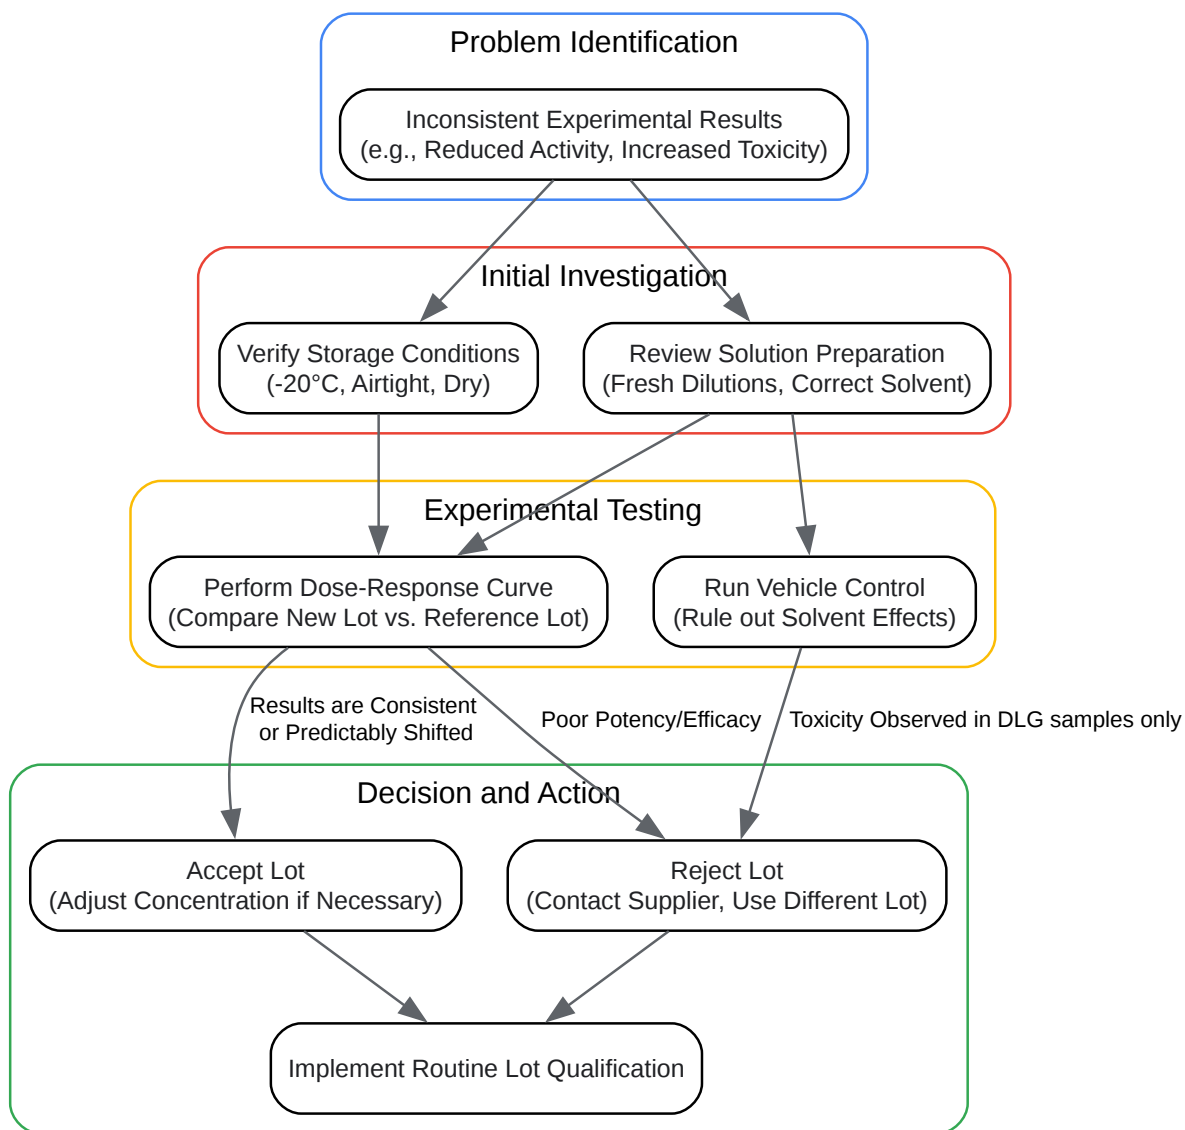 Problem Identification
Inconsistent Experimental Results
(e.g., Reduced Activity, Increased Toxicity)
Initial Investigation
Verify Storage Conditions
(-20°C, Airtight, Dry)
Review Solution Preparation
(Fresh Dilutions, Correct Solvent)
Experimental Testing
Perform Dose-Response Curve
(Compare New Lot vs. Reference Lot)
Run Vehicle Control
(Rule out Solvent Effects)
Results are Consistent
or Predictably Shifted
Poor Potency/Efficacy
Toxicity Observed in DLG samples only
Decision and Action
Accept Lot
(Adjust Concentration if Necessary)
Reject Lot
(Contact Supplier, Use Different Lot)
Implement Routine Lot Qualification